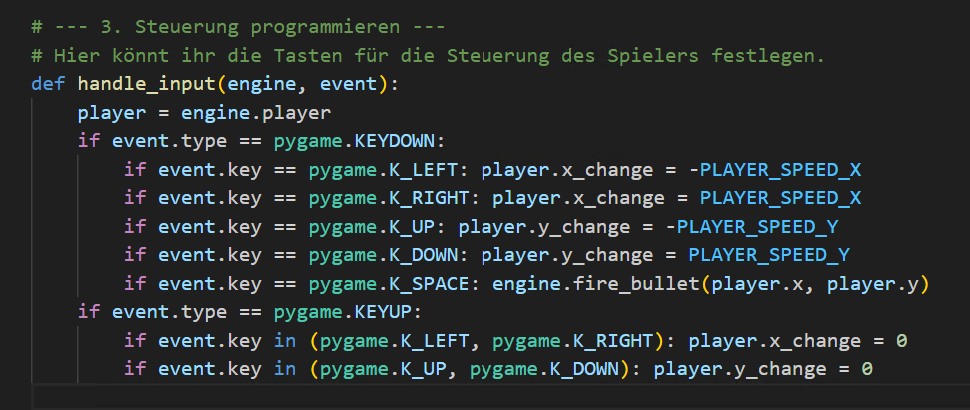 # --- 3. Steuerung programmieren ---
# Hier könnt ihr die Tasten für die Steuerung des Spielers festlegen.
def handle_input(engine, event):
    player = engine.player
    if event.type == pygame.KEYDOWN:
        if event.key == pygame.K_LEFT: player.x_change = -PLAYER_SPEED_X
        if event.key == pygame.K_RIGHT: player.x_change = PLAYER_SPEED_X
        if event.key == pygame.K_UP: player.y_change = -PLAYER_SPEED_Y
        if event.key == pygame.K_DOWN: player.y_change = PLAYER_SPEED_Y
        if event.key == pygame.K_SPACE: engine.fire_bullet(player.x, player.y)
    if event.type == pygame.KEYUP:
        if event.key in (pygame.K_LEFT, pygame.K_RIGHT): player.x_change = 0
        if event.key in (pygame.K_UP, pygame.K_DOWN): player.y_change = 0